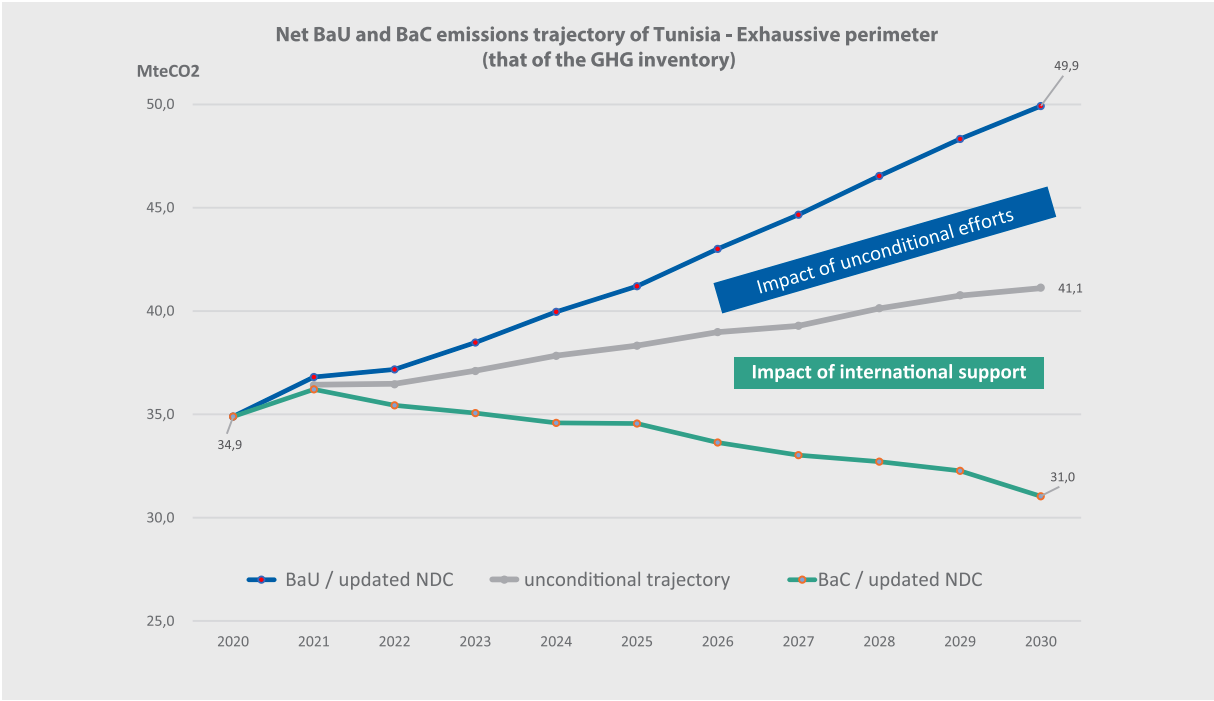 Net BaU and BaC emissions trajectory of Tunisia - Exhaussive perimeter
(that of the GHG inventory)
MteCO2
49,9
50,0
45,0
Impact of unconditional efforts
40,0
41,1
Impact of international support
35,0
34,9
31,0
30,0
BaU / updated NDC
unconditional trajectory
BaC / updated NDC
25,0
2020 2021 2022 2023 2024 2025 2026 2027 2028 2029 2030